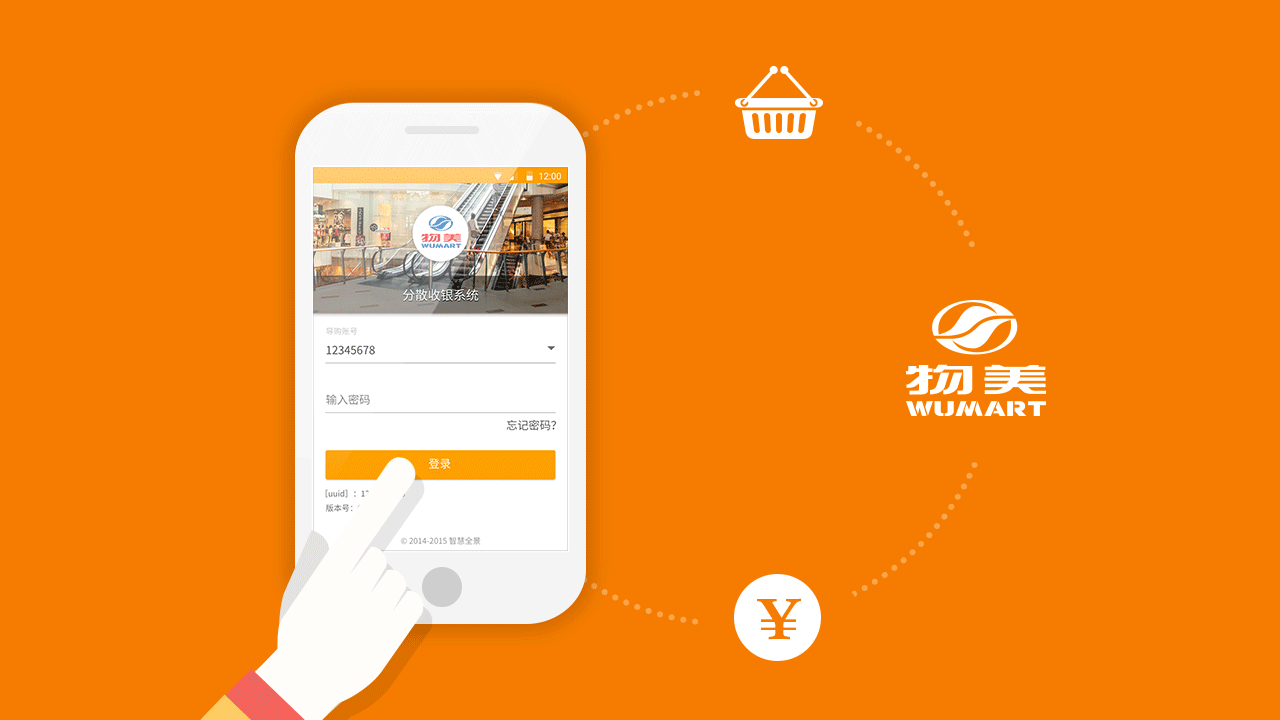 12:00
物美
WUMART
分散收银系统
导购账号
12345678
输入密码
忘记密码?
登录
[uuid] : 1
版本号:
© 2014-2015 智慧全景
¥
物美
WUMART